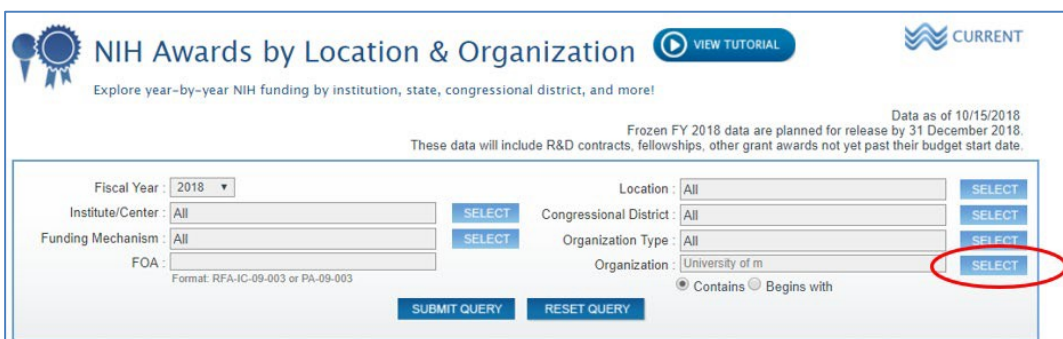 NIH Awards by Location & Organization
VIEW TUTORIAL
CURRENT
Explore year-by-year NIH funding by institution, state, congressional district, and more!
Data as of 10/15/2018
Frozen FY 2018 data are planned for release by 31 December 2018.
These data will include R&D contracts, fellowships, other grant awards not yet past their budget start date.
Fiscal Year : 2018
Location : All SELECT
Institute/Center : All SELECT
Congressional District : All SELECT
Funding Mechanism : All SELECT
Organization Type : All SELECT
FOA :
Format: RFA-IC-09-003 or PA-09-003
Organization : University of m SELECT
Contains Begins with
SUBMIT QUERY RESET QUERY